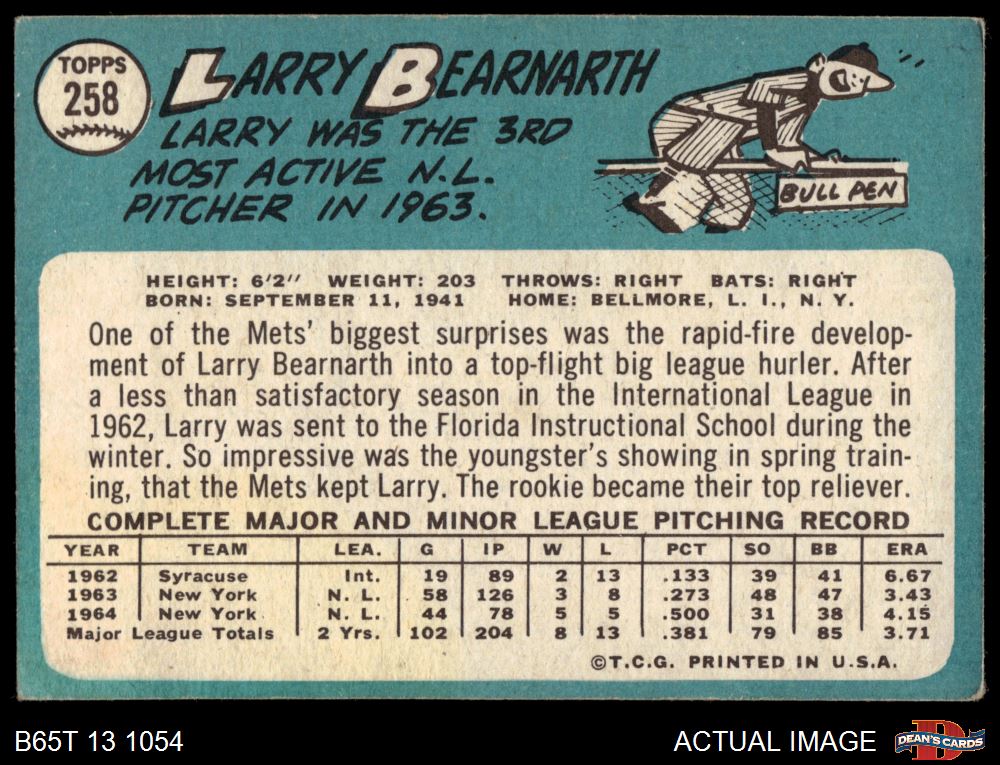 TOPPS
258
LARRY BEARNARTH
LARRY WAS THE 3RD
MOST ACTIVE N.L.
PITCHER IN 1963.
BULL PEN
HEIGHT: 6'2" WEIGHT: 203 THROWS: RIGHT BATS: RIGHT
BORN: SEPTEMBER 11, 1941 HOME: BELLMORE, L. I., N. Y.
One of the Mets' biggest surprises was the rapid-fire develop-
ment of Larry Bearnarth into a top-flight big league hurler. After
a less than satisfactory season in the International League in
1962, Larry was sent to the Florida Instructional School during the
winter. So impressive was the youngster's showing in spring train-
ing, that the Mets kept Larry. The rookie became their top reliever.
COMPLETE MAJOR AND MINOR LEAGUE PITCHING RECORD
YEAR TEAM LEA. G IP W L PCT SO BB ERA
1962 Syracuse Int. 19 89 2 13 .133 39 41 6.67
1963 New York N. L. 58 126 3 8 .273 48 47 3.43
1964 New York N. L. 44 78 5 5 .500 31 38 4.15
Major League Totals 2 Yrs. 102 204 8 13 .381 79 85 3.71
©T.C.G. PRINTED IN U.S.A.
B65T 13 1054
ACTUAL IMAGE
DEAN'S CARDS